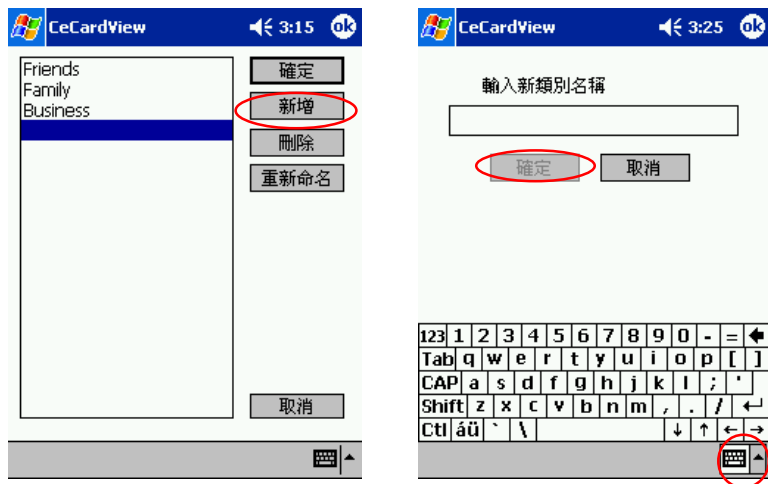 CeCardView 3:15 ok
Friends
Family
Business
確定
新增
刪除
重新命名
取消
CeCardView 3:25 ok
輸入新類別名稱
確定 取消
123 1 2 3 4 5 6 7 8 9 0 - = ←
Tab q w e r t y u i o p [ ]
CAP a s d f g h j k l ; '
Shift z x c v b n m , . / ↵
Ctl áü ` \ ↓ ↑ ← →